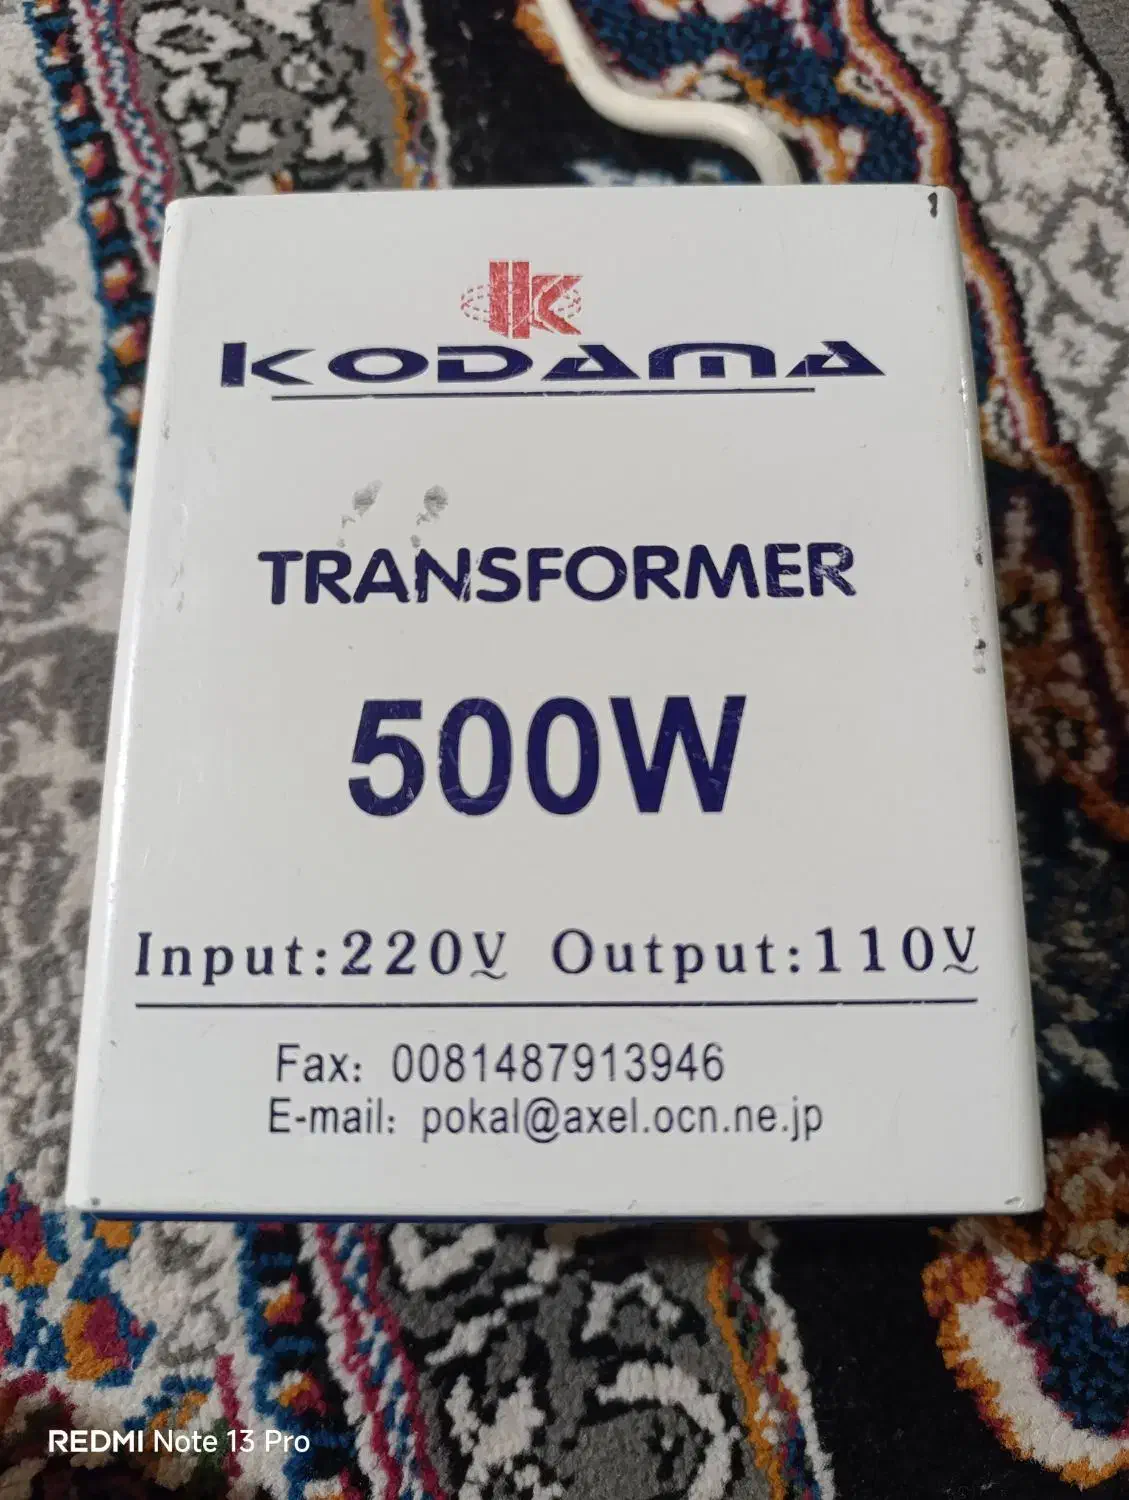 K
KODAMA
TRANSFORMER
500W
Input:220V Output:110V
Fax: 0081487913946
E-mail: pokal@axel.ocn.ne.jp
REDMI Note 13 Pro